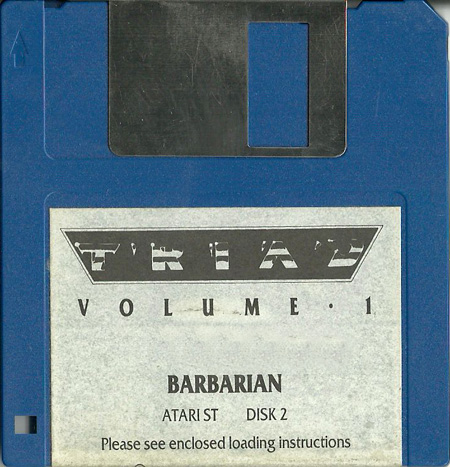 TRIAD
VOLUME · 1
BARBARIAN
ATARI ST DISK 2
Please see enclosed loading instructions